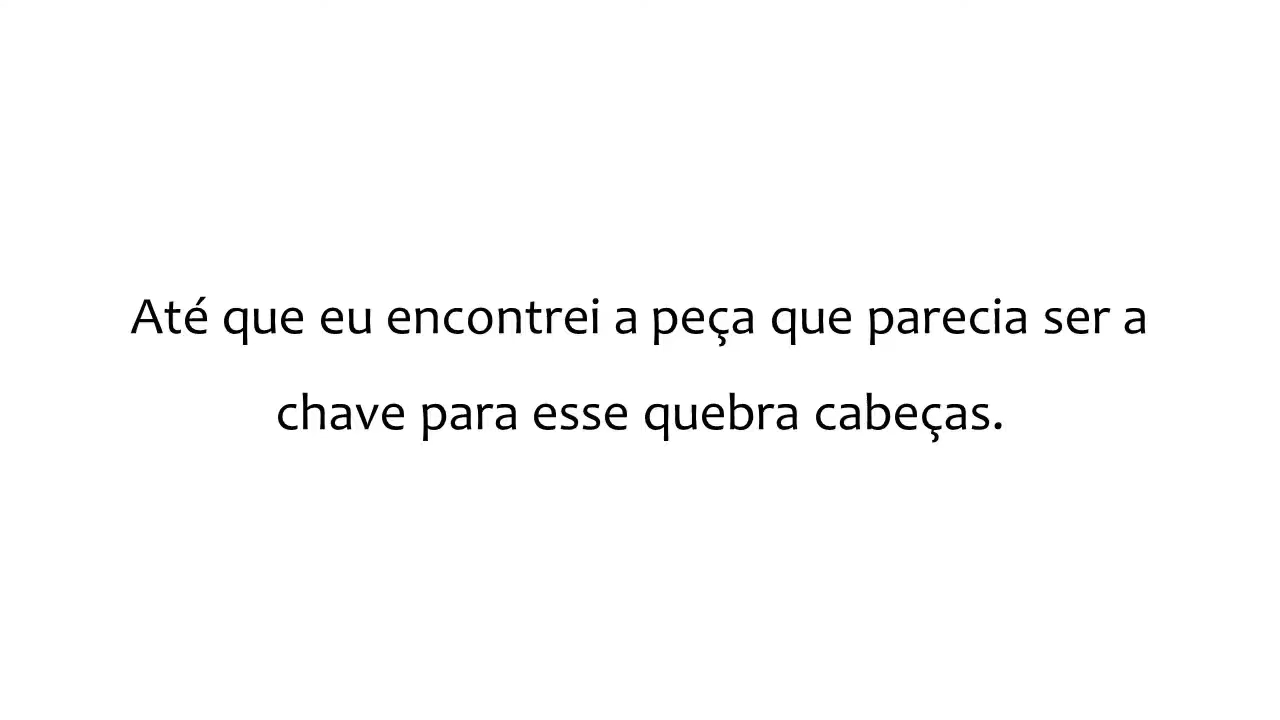 Até que eu encontrei a peça que parecia ser a
chave para esse quebra cabeças.